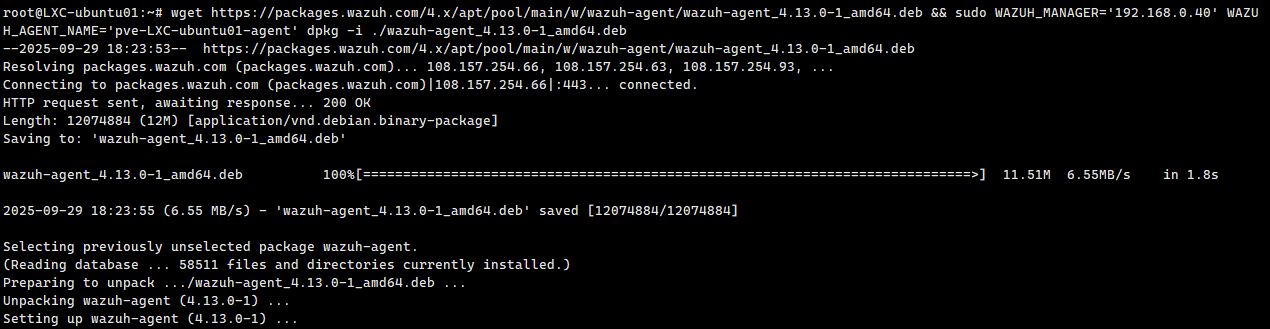 root@LXC-ubuntu01:~# wget https://packages.wazuh.com/4.x/apt/pool/main/w/wazuh-agent/wazuh-agent_4.13.0-1_amd64.deb && sudo WAZUH_MANAGER='192.168.0.40' WAZU
H_AGENT_NAME='pve-LXC-ubuntu01-agent' dpkg -i ./wazuh-agent_4.13.0-1_amd64.deb
--2025-09-29 18:23:53--  https://packages.wazuh.com/4.x/apt/pool/main/w/wazuh-agent/wazuh-agent_4.13.0-1_amd64.deb
Resolving packages.wazuh.com (packages.wazuh.com)... 108.157.254.66, 108.157.254.63, 108.157.254.93, ...
Connecting to packages.wazuh.com (packages.wazuh.com)|108.157.254.66|:443... connected.
HTTP request sent, awaiting response... 200 OK
Length: 12074884 (12M) [application/vnd.debian.binary-package]
Saving to: 'wazuh-agent_4.13.0-1_amd64.deb'
wazuh-agent_4.13.0-1_amd64.deb          100%[============================================================================>]  11.51M  6.55MB/s    in 1.8s
2025-09-29 18:23:55 (6.55 MB/s) - 'wazuh-agent_4.13.0-1_amd64.deb' saved [12074884/12074884]
Selecting previously unselected package wazuh-agent.
(Reading database ... 58511 files and directories currently installed.)
Preparing to unpack .../wazuh-agent_4.13.0-1_amd64.deb ...
Unpacking wazuh-agent (4.13.0-1) ...
Setting up wazuh-agent (4.13.0-1) ...